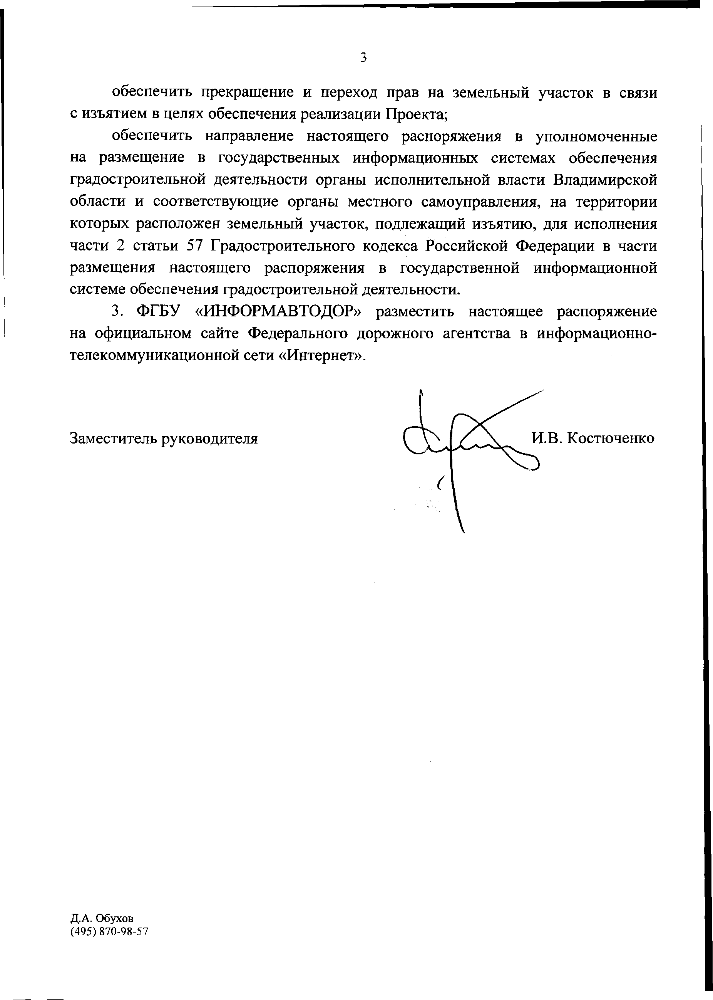 3
обеспечить прекращение и переход прав на земельный участок в связи
с изъятием в целях обеспечения реализации Проекта;
обеспечить направление настоящего распоряжения в уполномоченные
на размещение в государственных информационных системах обеспечения
градостроительной деятельности органы исполнительной власти Владимирской
области и соответствующие органы местного самоуправления, на территории
которых расположен земельный участок, подлежащий изъятию, для исполнения
части 2 статьи 57 Градостроительного кодекса Российской Федерации в части
размещения настоящего распоряжения в государственной информационной
системе обеспечения градостроительной деятельности.
3. ФГБУ «ИНФОРМАВТОДОР» разместить настоящее распоряжение
на официальном сайте Федерального дорожного агентства в информационно-
телекоммуникационной сети «Интернет».
Заместитель руководителя И.В. Костюченко
Д.А. Обухов
(495) 870-98-57